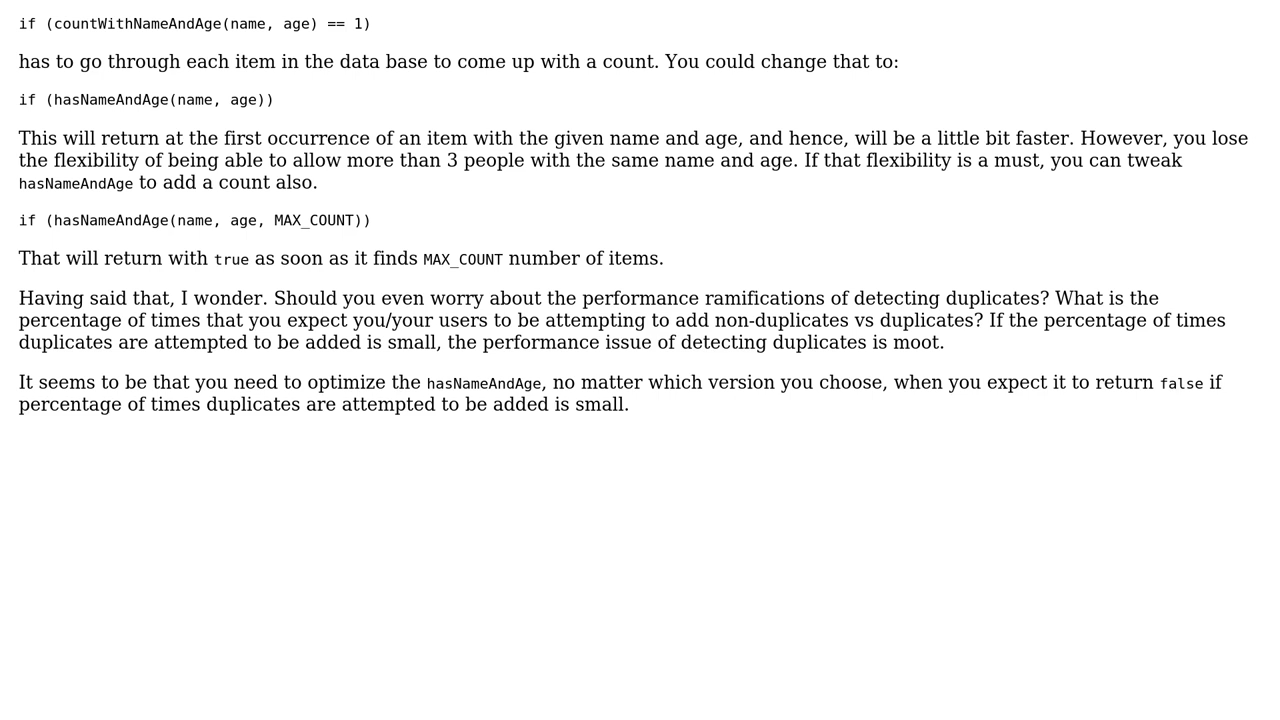 if (countWithNameAndAge(name, age) == 1)
has to go through each item in the data base to come up with a count. You could change that to:
if (hasNameAndAge(name, age))
This will return at the first occurrence of an item with the given name and age, and hence, will be a little bit faster. However, you lose
the flexibility of being able to allow more than 3 people with the same name and age. If that flexibility is a must, you can tweak
hasNameAndAge to add a count also.
if (hasNameAndAge(name, age, MAX_COUNT))
That will return with true as soon as it finds MAX_COUNT number of items.
Having said that, I wonder. Should you even worry about the performance ramifications of detecting duplicates? What is the
percentage of times that you expect you/your users to be attempting to add non-duplicates vs duplicates? If the percentage of times
duplicates are attempted to be added is small, the performance issue of detecting duplicates is moot.
It seems to be that you need to optimize the hasNameAndAge, no matter which version you choose, when you expect it to return false if
percentage of times duplicates are attempted to be added is small.